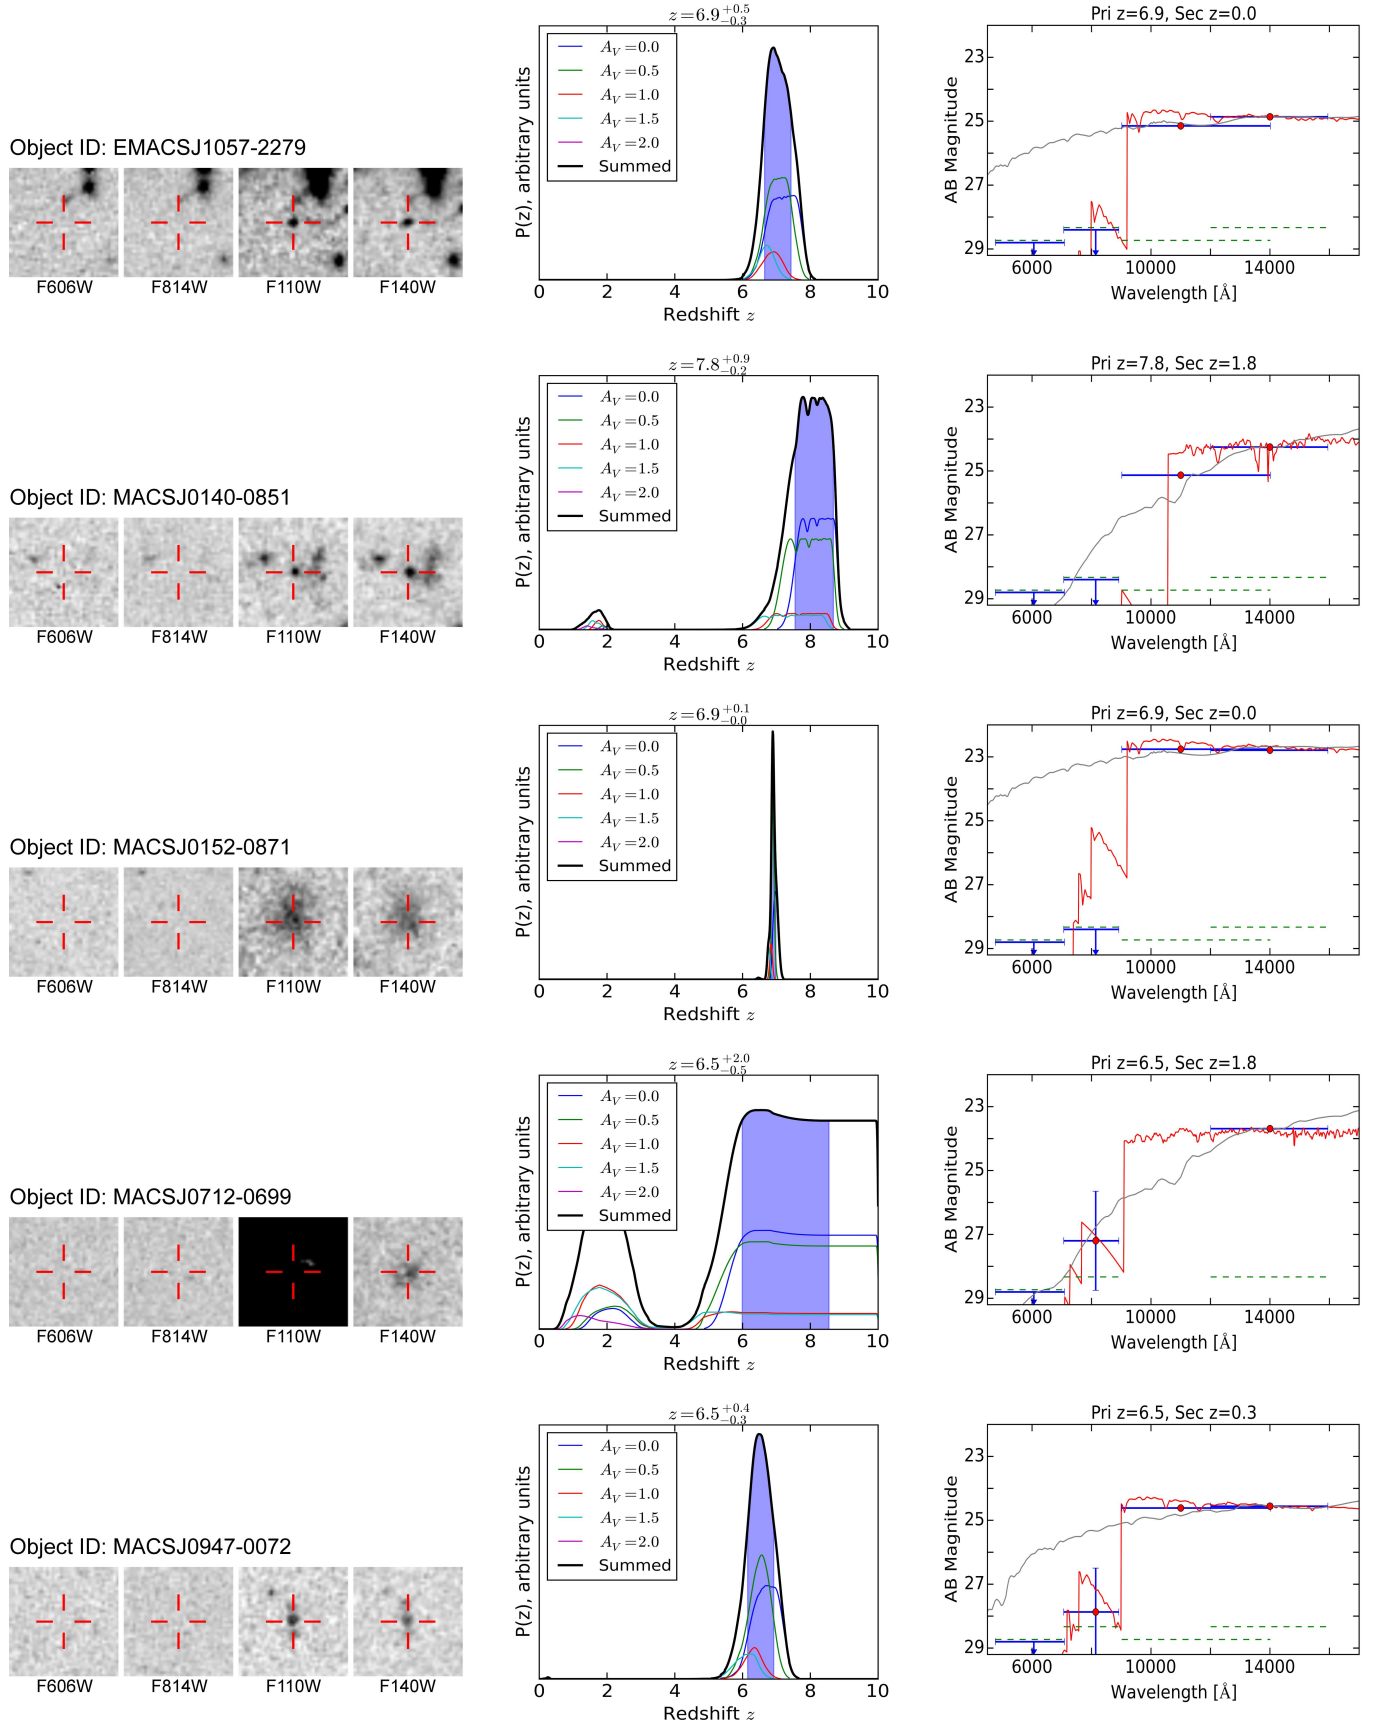 Object ID: EMACSJ1057-2279
F606W F814W F110W F140W
z=6.9+0.5−0.3
A_V=0.0
A_V=0.5
A_V=1.0
A_V=1.5
A_V=2.0
Summed
P(z), arbitrary units
0 2 4 6 8 10
Redshift z
Pri z=6.9, Sec z=0.0
AB Magnitude
23
25
27
29
6000 10000 14000
Wavelength [Å]
Object ID: MACSJ0140-0851
F606W F814W F110W F140W
z=7.8+0.9−0.2
A_V=0.0
A_V=0.5
A_V=1.0
A_V=1.5
A_V=2.0
Summed
P(z), arbitrary units
0 2 4 6 8 10
Redshift z
Pri z=7.8, Sec z=1.8
AB Magnitude
23
25
27
29
6000 10000 14000
Wavelength [Å]
Object ID: MACSJ0152-0871
F606W F814W F110W F140W
z=6.9+0.1−0.0
A_V=0.0
A_V=0.5
A_V=1.0
A_V=1.5
A_V=2.0
Summed
P(z), arbitrary units
0 2 4 6 8 10
Redshift z
Pri z=6.9, Sec z=0.0
AB Magnitude
23
25
27
29
6000 10000 14000
Wavelength [Å]
Object ID: MACSJ0712-0699
F606W F814W F110W F140W
z=6.5+2.0−0.5
A_V=0.0
A_V=0.5
A_V=1.0
A_V=1.5
A_V=2.0
Summed
P(z), arbitrary units
0 2 4 6 8 10
Redshift z
Pri z=6.5, Sec z=1.8
AB Magnitude
23
25
27
29
6000 10000 14000
Wavelength [Å]
Object ID: MACSJ0947-0072
F606W F814W F110W F140W
z=6.5+0.4−0.3
A_V=0.0
A_V=0.5
A_V=1.0
A_V=1.5
A_V=2.0
Summed
P(z), arbitrary units
0 2 4 6 8 10
Redshift z
Pri z=6.5, Sec z=0.3
AB Magnitude
23
25
27
29
6000 10000 14000
Wavelength [Å]